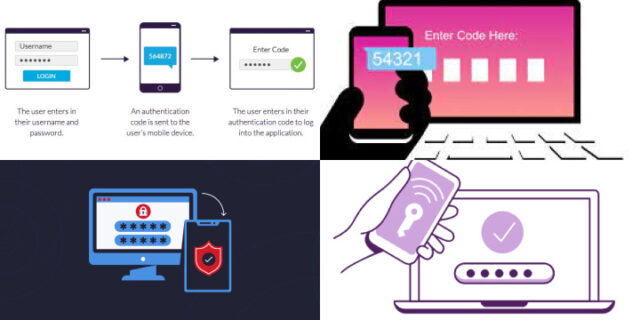 Username
LOGIN
564872
Enter Code
The user enters in
their username and
password.
An authentication
code is sent to the
user's mobile device.
The user enters in their
authentication code to log
into the application.
Enter Code Here:
54321